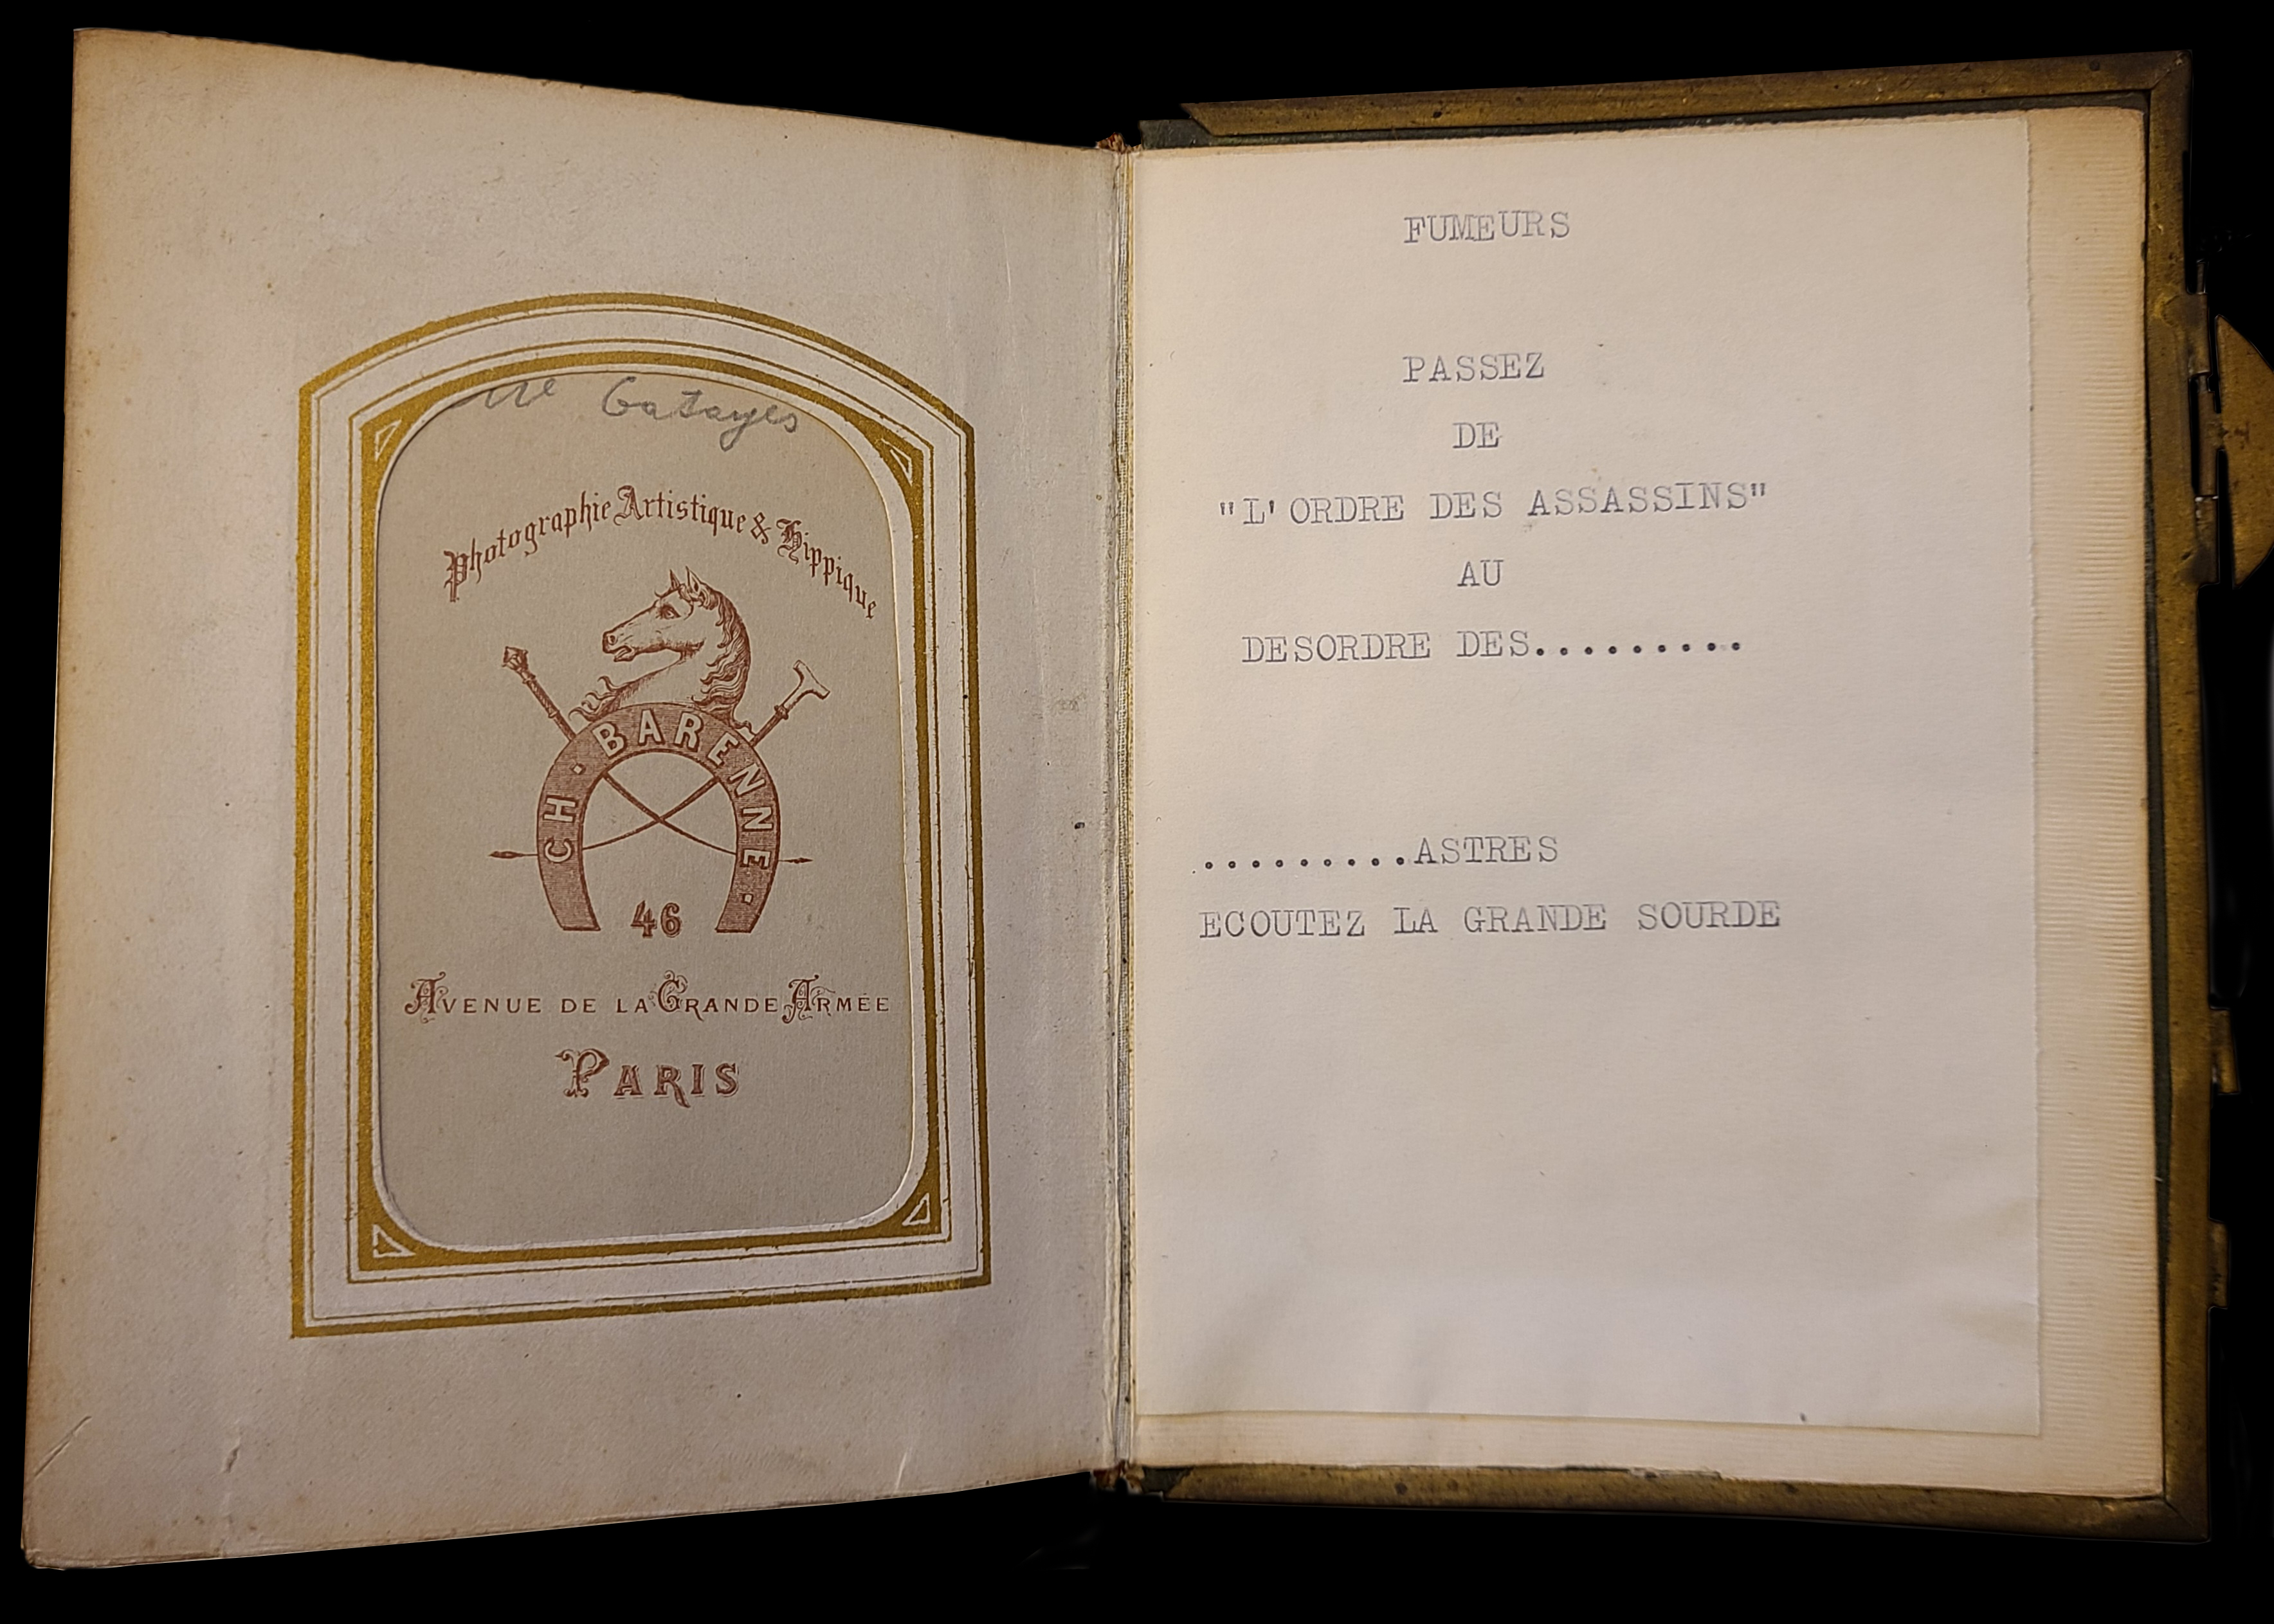 Gatayes
Photographie Artistique & Hippique
CH. BARENNE.
46
AVENUE DE LA GRANDE ARMÉE
PARIS
FUMEURS
PASSEZ
DE
"L'ORDRE DES ASSASSINS"
AU
DESORDRE DES.........
.........ASTRES
ECOUTEZ LA GRANDE SOURDE